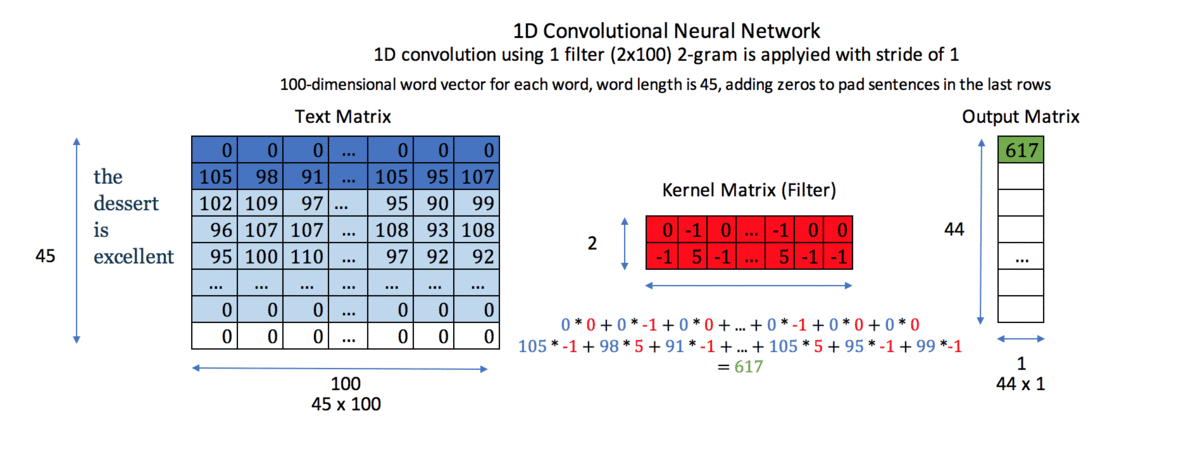 1D Convolutional Neural Network
1D convolution using 1 filter (2x100) 2-gram is applyied with stride of 1
100-dimensional word vector for each word, word length is 45, adding zeros to pad sentences in the last rows
Text Matrix
Output Matrix
0 0 0 ... 0 0 0
617
the 105 98 91 ... 105 95 107
Kernel Matrix (Filter)
dessert 102 109 97 ... 95 90 99
is 96 107 107 ... 108 93 108
2
0 -1 0 ... -1 0 0
44
45
excellent 95 100 110 ... 97 92 92
-1 5 -1 ... 5 -1 -1
...
... ... ... ... ... ... ...
0 0 0 ... 0 0 0
0 0 0 ... 0 0 0
0 * 0 + 0 * -1 + 0 * 0 + ... + 0 * -1 + 0 * 0 + 0 * 0
105 * -1 + 98 * 5 + 91 * -1 + ... + 105 * 5 + 95 * -1 + 99 *-1
= 617
100
45 x 100
1
44 x 1